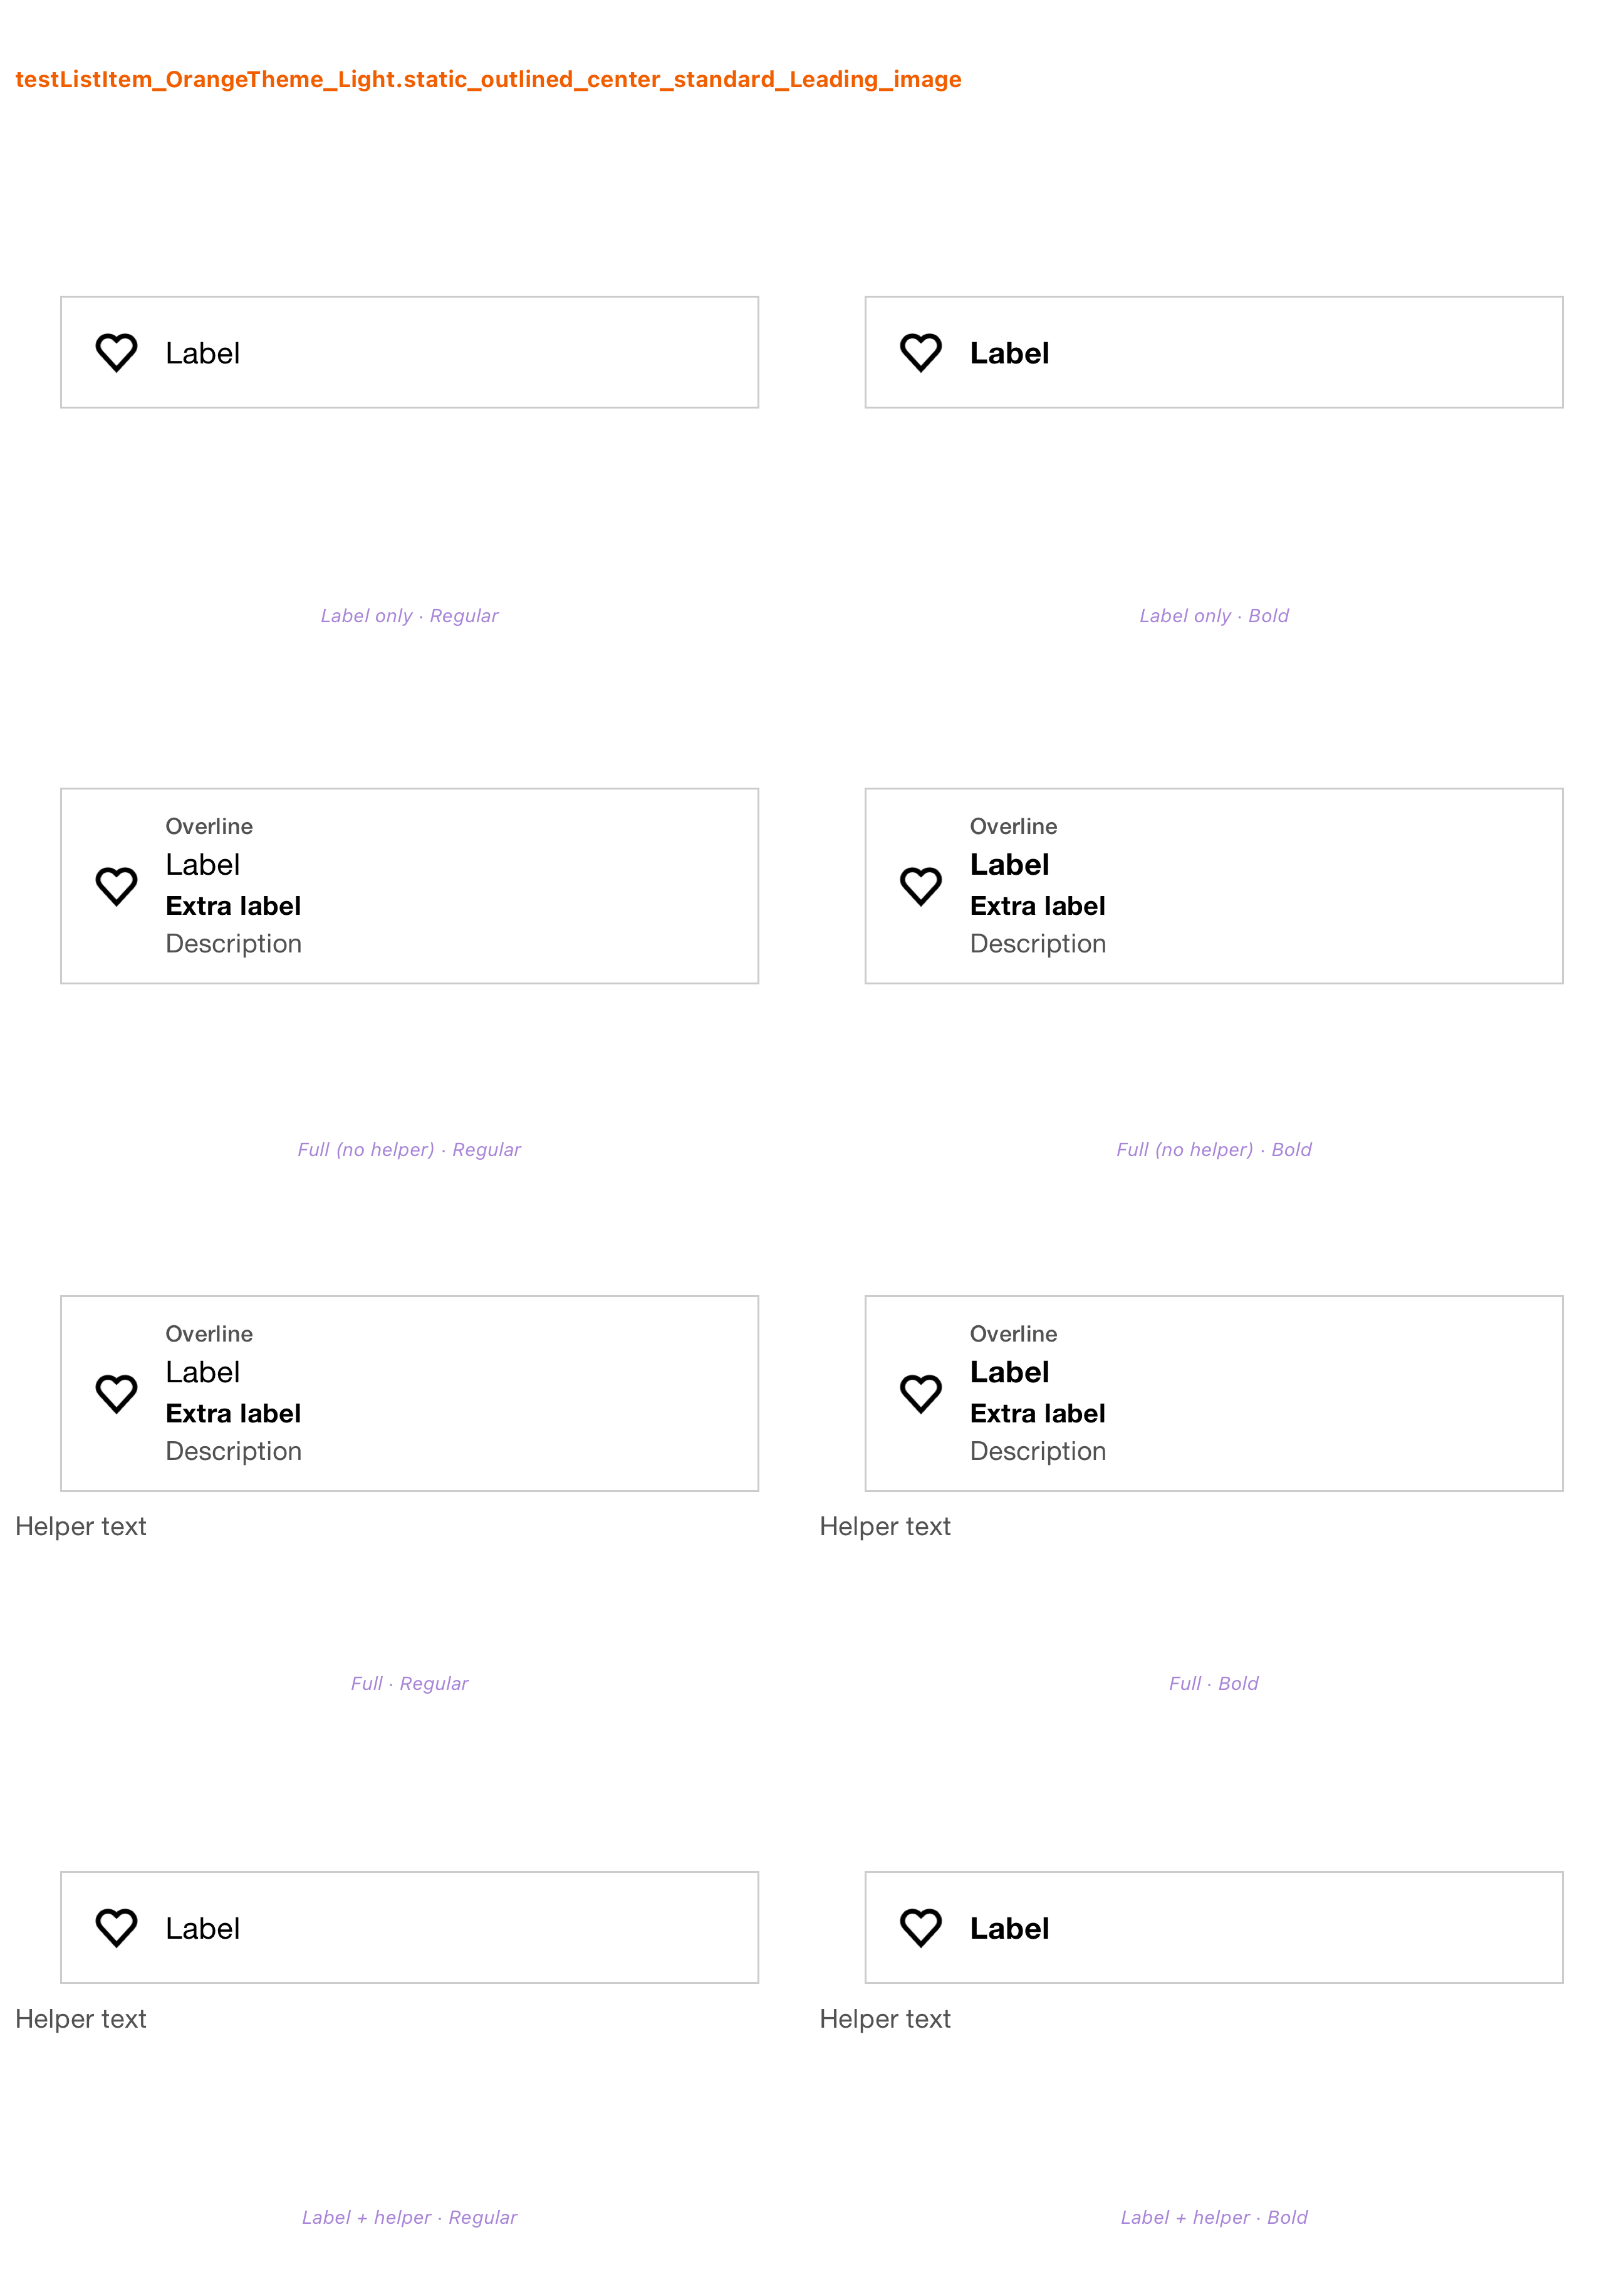 testListItem_OrangeTheme_Light.static_outlined_center_standard_Leading_image
Label
Label
Label only · Regular
Label only · Bold
Overline
Label
Extra label
Description
Overline
Label
Extra label
Description
Full (no helper) · Regular
Full (no helper) · Bold
Overline
Label
Extra label
Description
Helper text
Overline
Label
Extra label
Description
Helper text
Full · Regular
Full · Bold
Label
Helper text
Label
Helper text
Label + helper · Regular
Label + helper · Bold